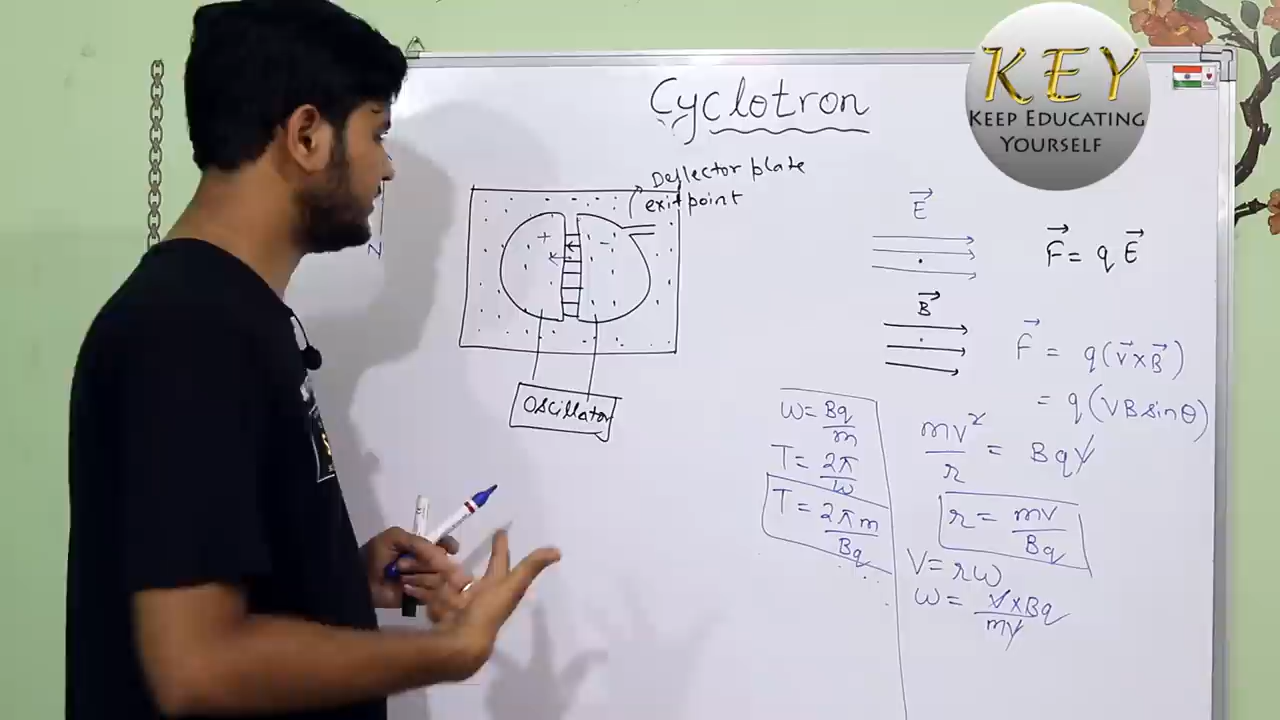 Cyclotron
KEY
KEEP EDUCATING
YOURSELF
Deflector plate
exit point
N
+
-
Oscillator
E⃗
F⃗ = q E⃗
B⃗
F⃗ = q(V⃗×B⃗)
= q(VBsinθ)
mv²/r = BqV
r = mv/Bq
V = rω
ω = V×Bq/mV
ω = Bq/m
T = 2π/ω
T = 2πm/Bq